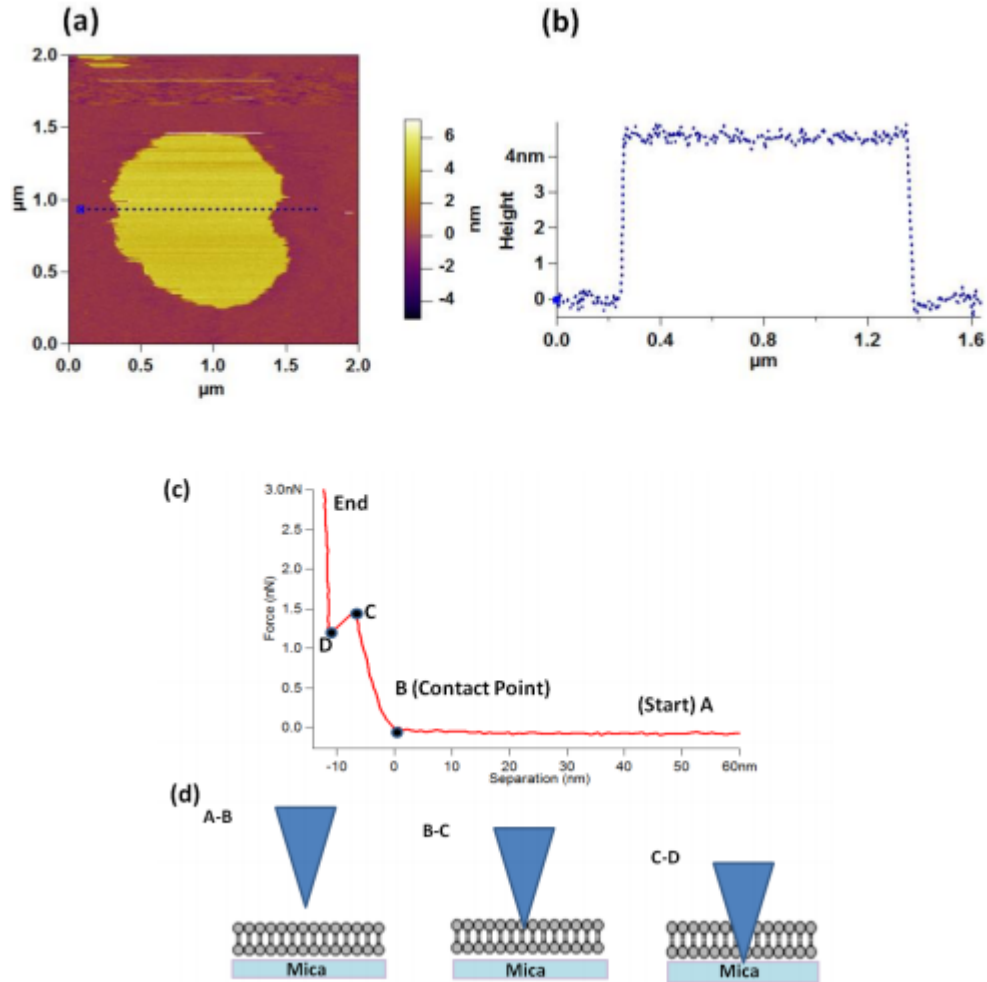 (a)
2.0
1.5
1.0
0.5
0.0
µm
0.0 0.5 1.0 1.5 2.0
µm
6
4
2
0
-2
-4
nm
(b)
4nm
3
2
1
0
Height
0.0 0.4 0.8 1.2 1.6
µm
(c)
3.0nN
2.5
2.0
1.5
1.0
0.5
0.0
Force (nN)
End
C
D
B (Contact Point)
(Start) A
-10 0 10 20 30 40 50 60nm
Separation (nm)
(d)
A-B
B-C
C-D
Mica
Mica
Mica